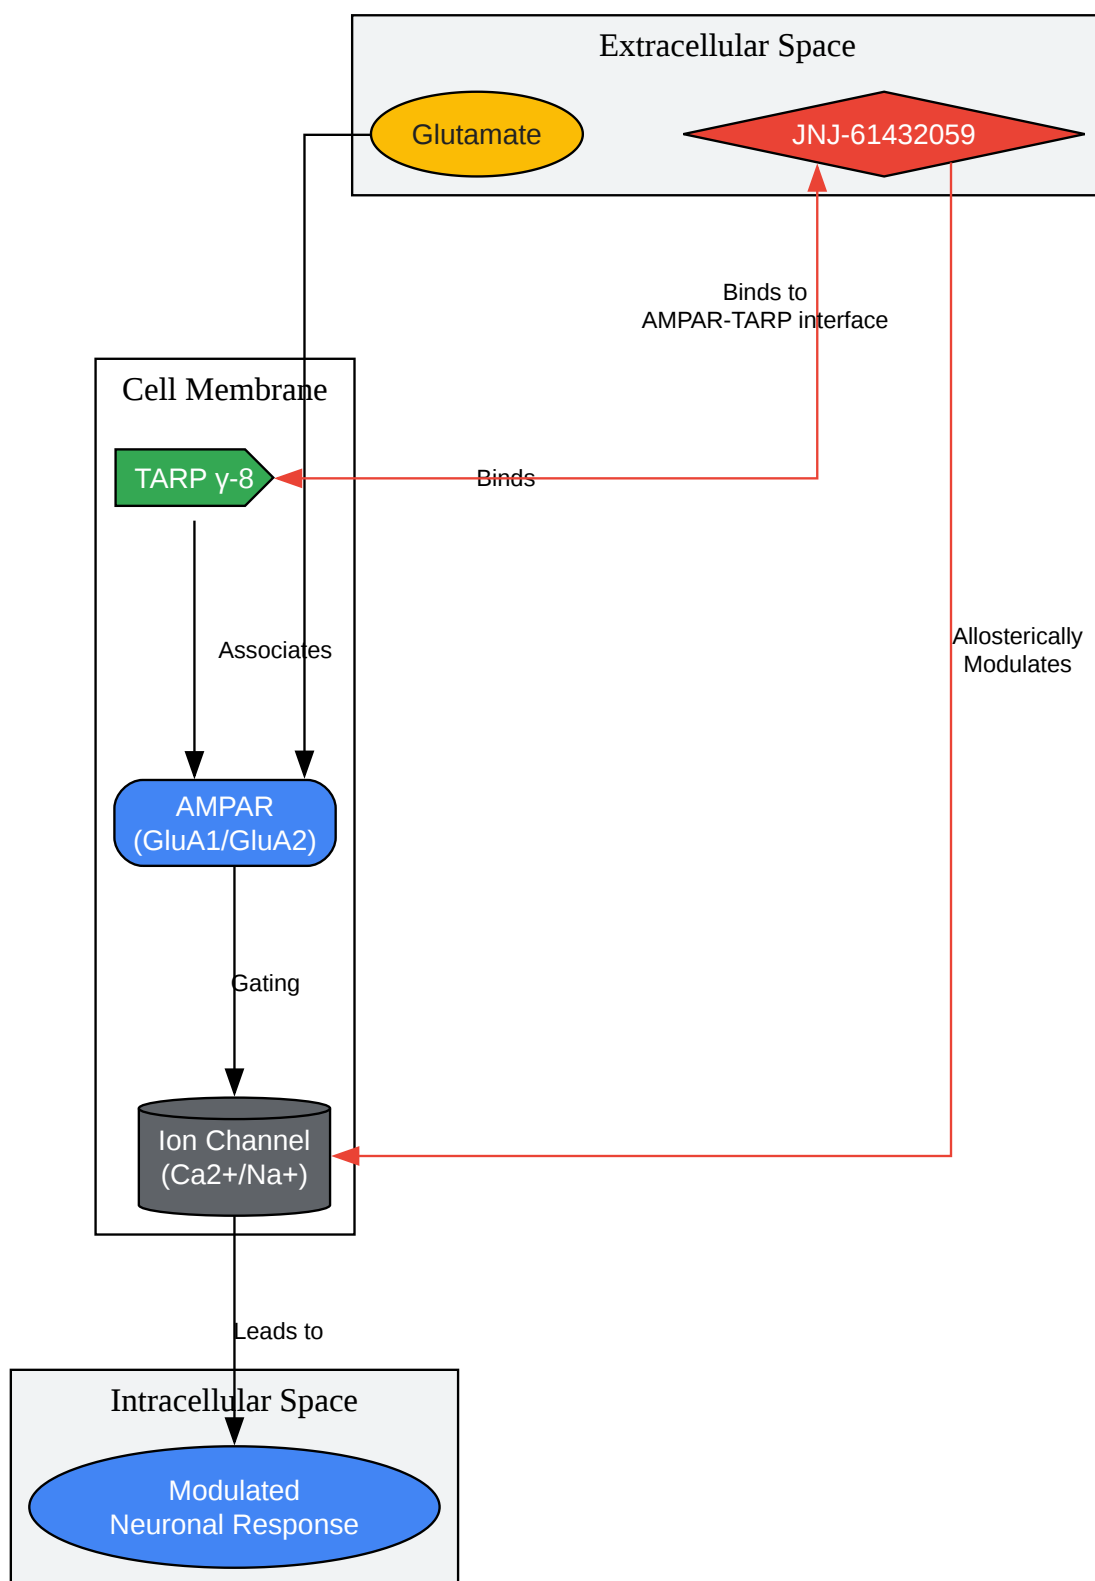 Extracellular Space
Glutamate
JNJ-61432059
Binds to
AMPAR-TARP interface
Cell Membrane
TARP γ-8
Binds
Associates
Allosterically
Modulates
AMPAR
(GluA1/GluA2)
Gating
Ion Channel
(Ca2+/Na+)
Leads to
Intracellular Space
Modulated
Neuronal Response